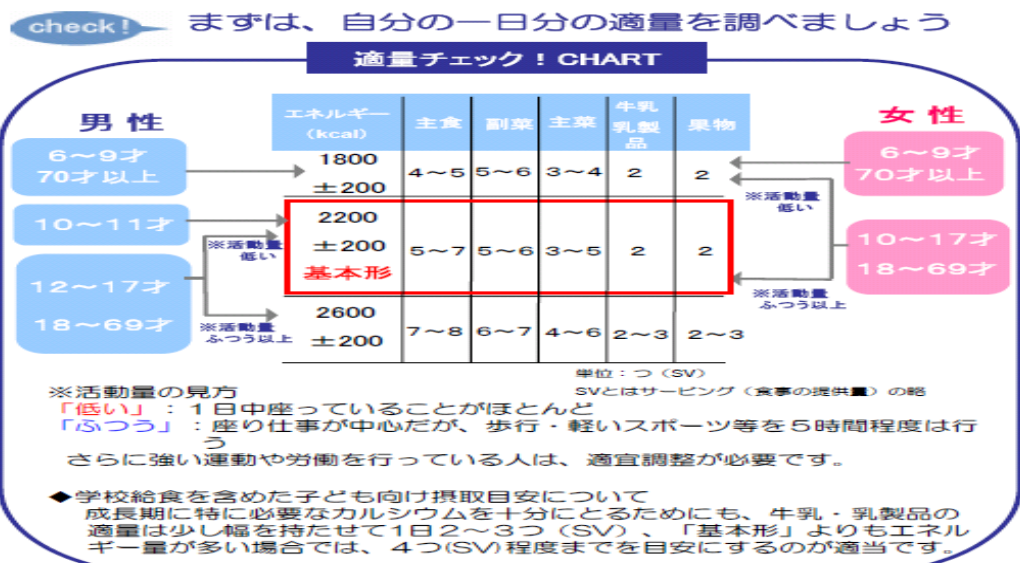 check!
まずは、自分の一日分の適量を調べましょう
適量チェック！CHART
男性
女性
エネルギー（kcal） 主食 副菜 主菜 牛乳乳製品 果物
6～9才
70才以上
1800
±200
4～5 5～6 3～4 2 2
6～9才
70才以上
※活動量
低い
10～11才
2200
±200
基本形
5～7 5～6 3～5 2 2
※活動量
低い
10～17才
18～69才
12～17才
18～69才
※活動量
ふつう以上
※活動量
ふつう以上
2600
±200
7～8 6～7 4～6 2～3 2～3
単位：つ（SV）
SVとはサービング（食事の提供量）の略
※活動量の見方
「低い」：１日中座っていることがほとんど
「ふつう」：座り仕事が中心だが、歩行・軽いスポーツ等を５時間程度は行
う
さらに強い運動や労働を行っている人は、適宜調整が必要です。
◆学校給食を含めた子ども向け摂取目安について
成長期に特に必要なカルシウムを十分にとるためにも、牛乳・乳製品の
適量は少し幅を持たせて１日２～３つ（SV）、「基本形」よりもエネル
ギー量が多い場合では、４つ(SV)程度までを目安にするのが適当です。